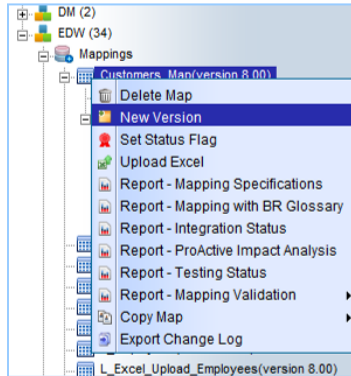 DM (2)
EDW (34)
Mappings
Customers_Map(version 8.00)
Delete Map
New Version
Set Status Flag
Upload Excel
Report - Mapping Specifications
Report - Mapping with BR Glossary
Report - Integration Status
Report - ProActive Impact Analysis
Report - Testing Status
Report - Mapping Validation
Copy Map
Export Change Log
L_Excel_Upload_Employees(version 8.00)